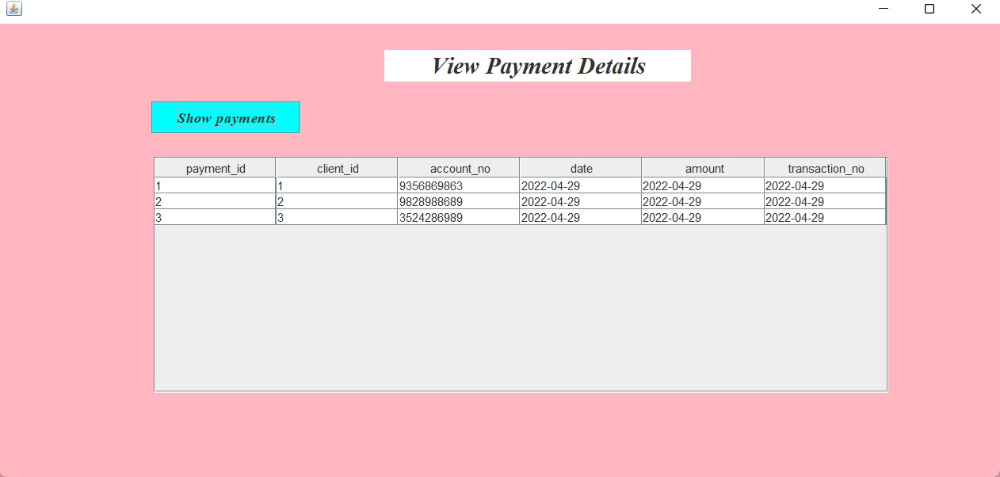 View Payment Details
Show payments
payment_id client_id account_no date amount transaction_no
1 1 9356869863 2022-04-29 2022-04-29 2022-04-29
2 2 9828988689 2022-04-29 2022-04-29 2022-04-29
3 3 3524286989 2022-04-29 2022-04-29 2022-04-29